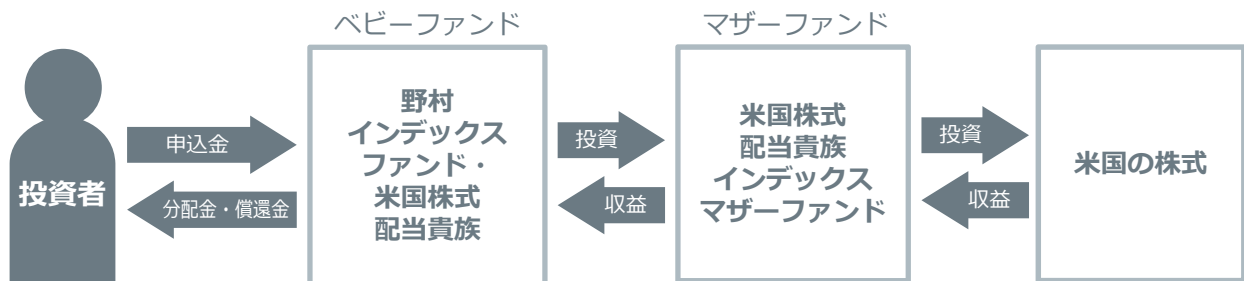 ベビーファンド
マザーファンド
投資者
申込金
分配金・償還金
野村
インデックス
ファンド・
米国株式
配当貴族
投資
収益
米国株式
配当貴族
インデックス
マザーファンド
投資
収益
米国の株式